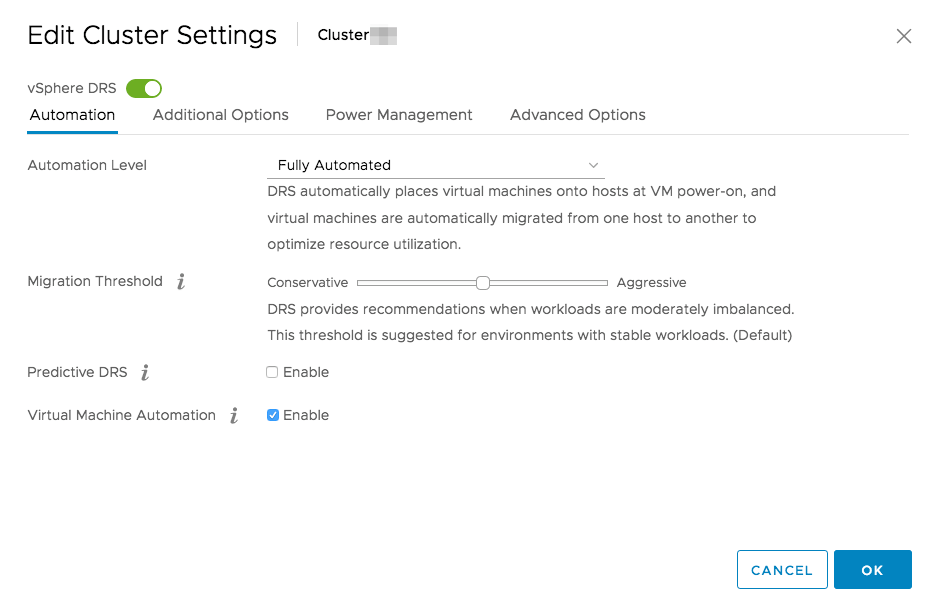 Edit Cluster Settings
Cluster
vSphere DRS
Automation
Additional Options
Power Management
Advanced Options
Automation Level
Fully Automated
DRS automatically places virtual machines onto hosts at VM power-on, and
virtual machines are automatically migrated from one host to another to
optimize resource utilization.
Migration Threshold
Conservative
Aggressive
DRS provides recommendations when workloads are moderately imbalanced.
This threshold is suggested for environments with stable workloads. (Default)
Predictive DRS
Enable
Virtual Machine Automation
Enable
CANCEL
OK